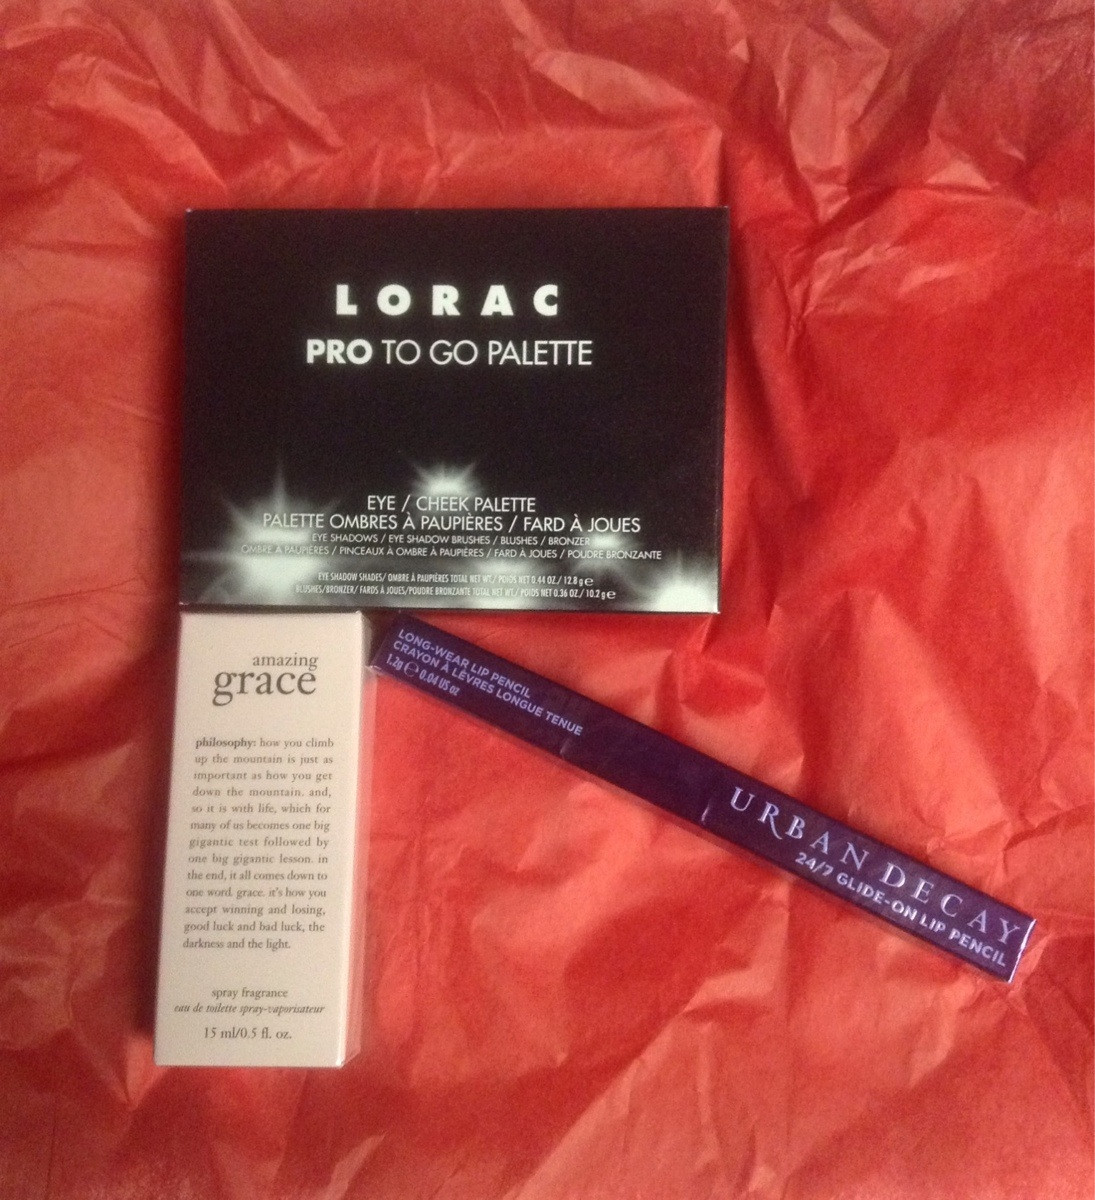 LORAC
PRO TO GO PALETTE
EYE / CHEEK PALETTE
PALETTE OMBRES À PAUPIÈRES / FARD À JOUES
EYE SHADOWS / EYE SHADOW BRUSHES / BLUSHES / BRONZER
OMBRE À PAUPIÈRES / PINCEAUX À OMBRE À PAUPIÈRES / FARD À JOUES / POUDRE BRONZANTE
EYE SHADOW SHADES/ OMBRE À PAUPIÈRES TOTAL NET WT./ POIDS NET 0.44 OZ./ 12.8 g e
BLUSHES/BRONZER/ FARDS À JOUES/POUDRE BRONZANTE TOTAL NET WT./ POIDS NET 0.36 OZ./ 10.2 g e
amazing
grace
philosophy: how you climb
up the mountain is just as
important as how you get
down the mountain. and,
so it is with life, which for
many of us becomes one big
gigantic test followed by
one big gigantic lesson. in
the end, it all comes down to
one word. grace. it's how you
accept winning and losing,
good luck and bad luck, the
darkness and the light.
spray fragrance
eau de toilette spray-vaporisateur
15 ml/0.5 fl. oz.
LONG-WEAR LIP PENCIL
CRAYON À LÈVRES LONGUE TENUE
1.2g e 0.04 US oz
URBAN DECAY
24/7 GLIDE-ON LIP PENCIL